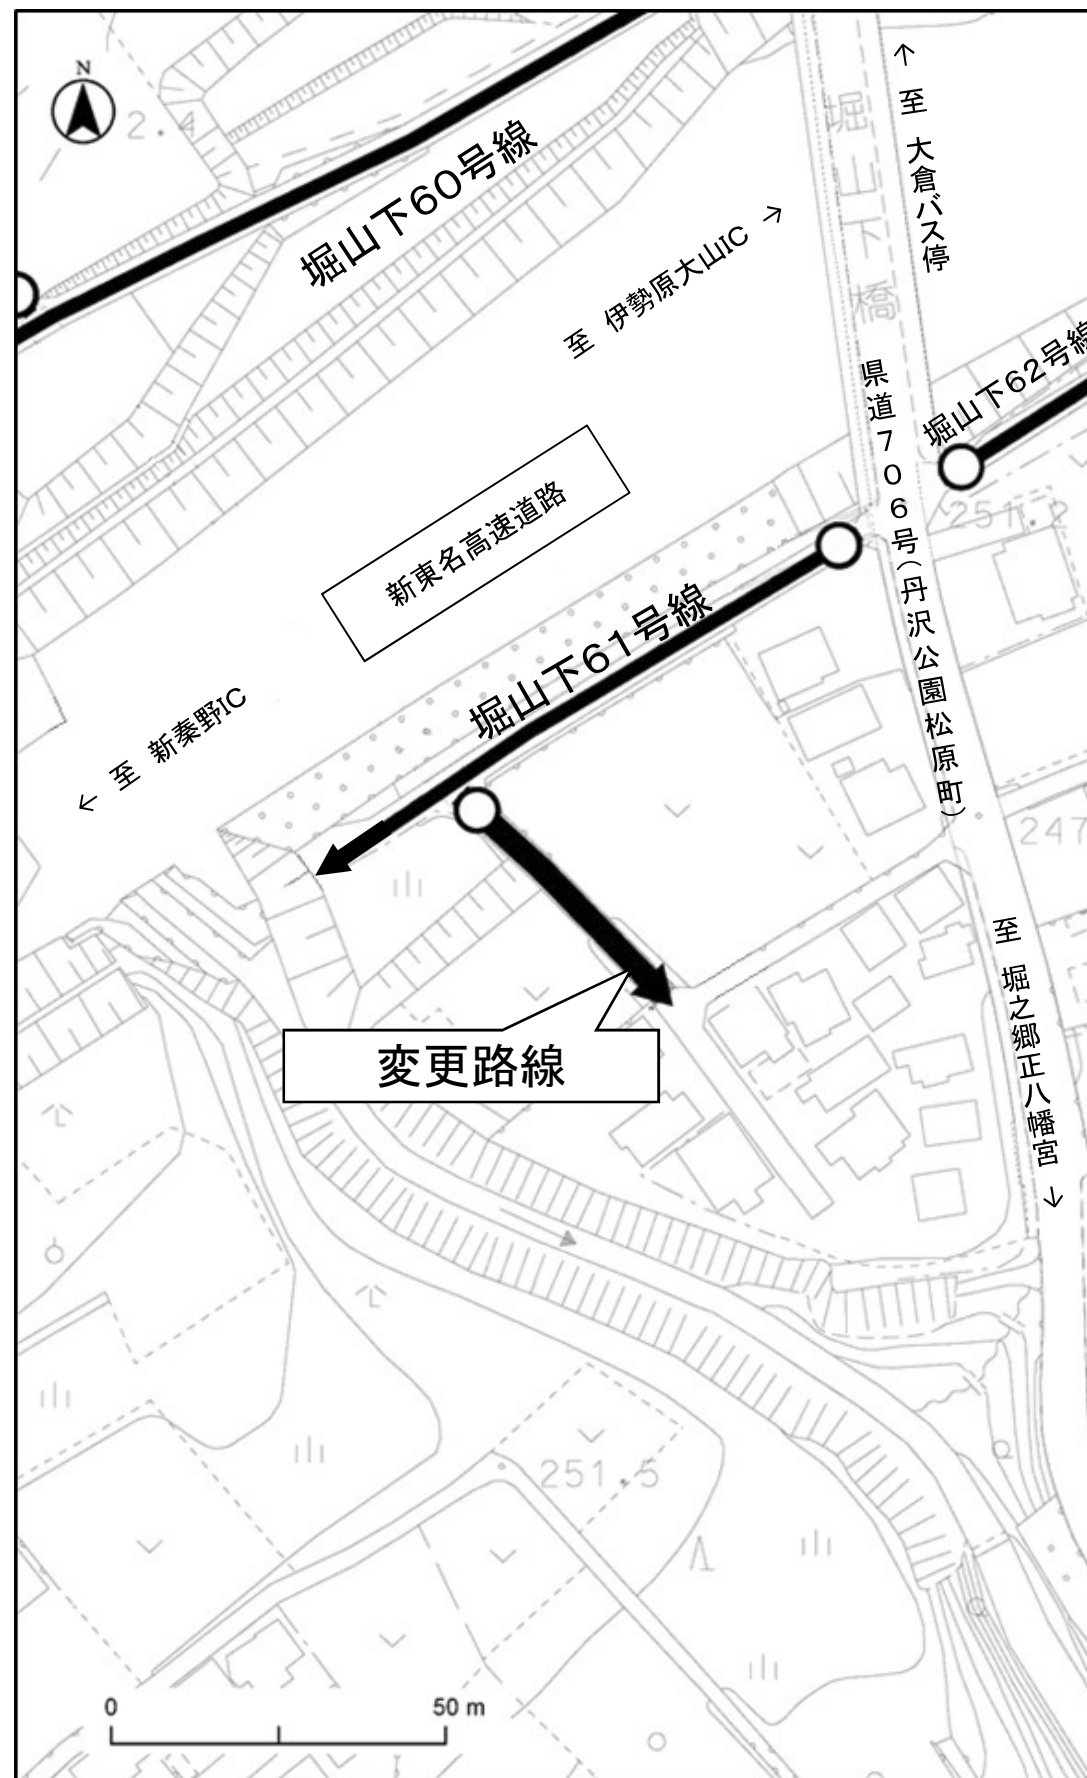 N
2.4
堀山下60号線
堀山下橋
↑ 至 大倉バス停
至 伊勢原大山IC →
堀山下62号線
県道706号(丹沢公園松原町)
251.2
新東名高速道路
堀山下61号線
← 至 新秦野IC
247
至 堀之郷正八幡宮 ↓
変更路線
251.5
0 50 m